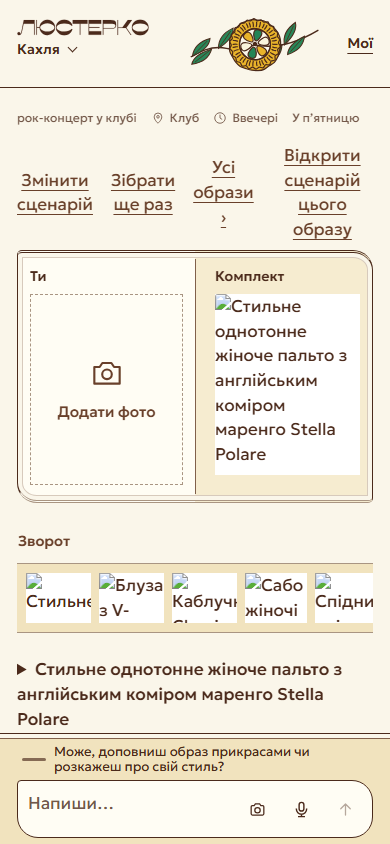 ЛЮСТЕРКО
Кахля
Мої
рок-концерт у клубі Клуб Ввечері У п’ятницю
Змінити сценарій
Зібрати ще раз
Усі образи ›
Відкрити сценарій цього образу
Ти
Комплект
Додати фото
Стильне
однотонне
жіноче пальто з
англійським
коміром
маренго Stella
Polare
Зворот
Стильне
Блуза з V-
Каблучк
Сабо жіночі
Спідни
Стильне однотонне жіноче пальто з
англійським коміром маренго Stella
Polare
Може, доповниш образ прикрасами чи
розкажеш про свій стиль?
Напиши...